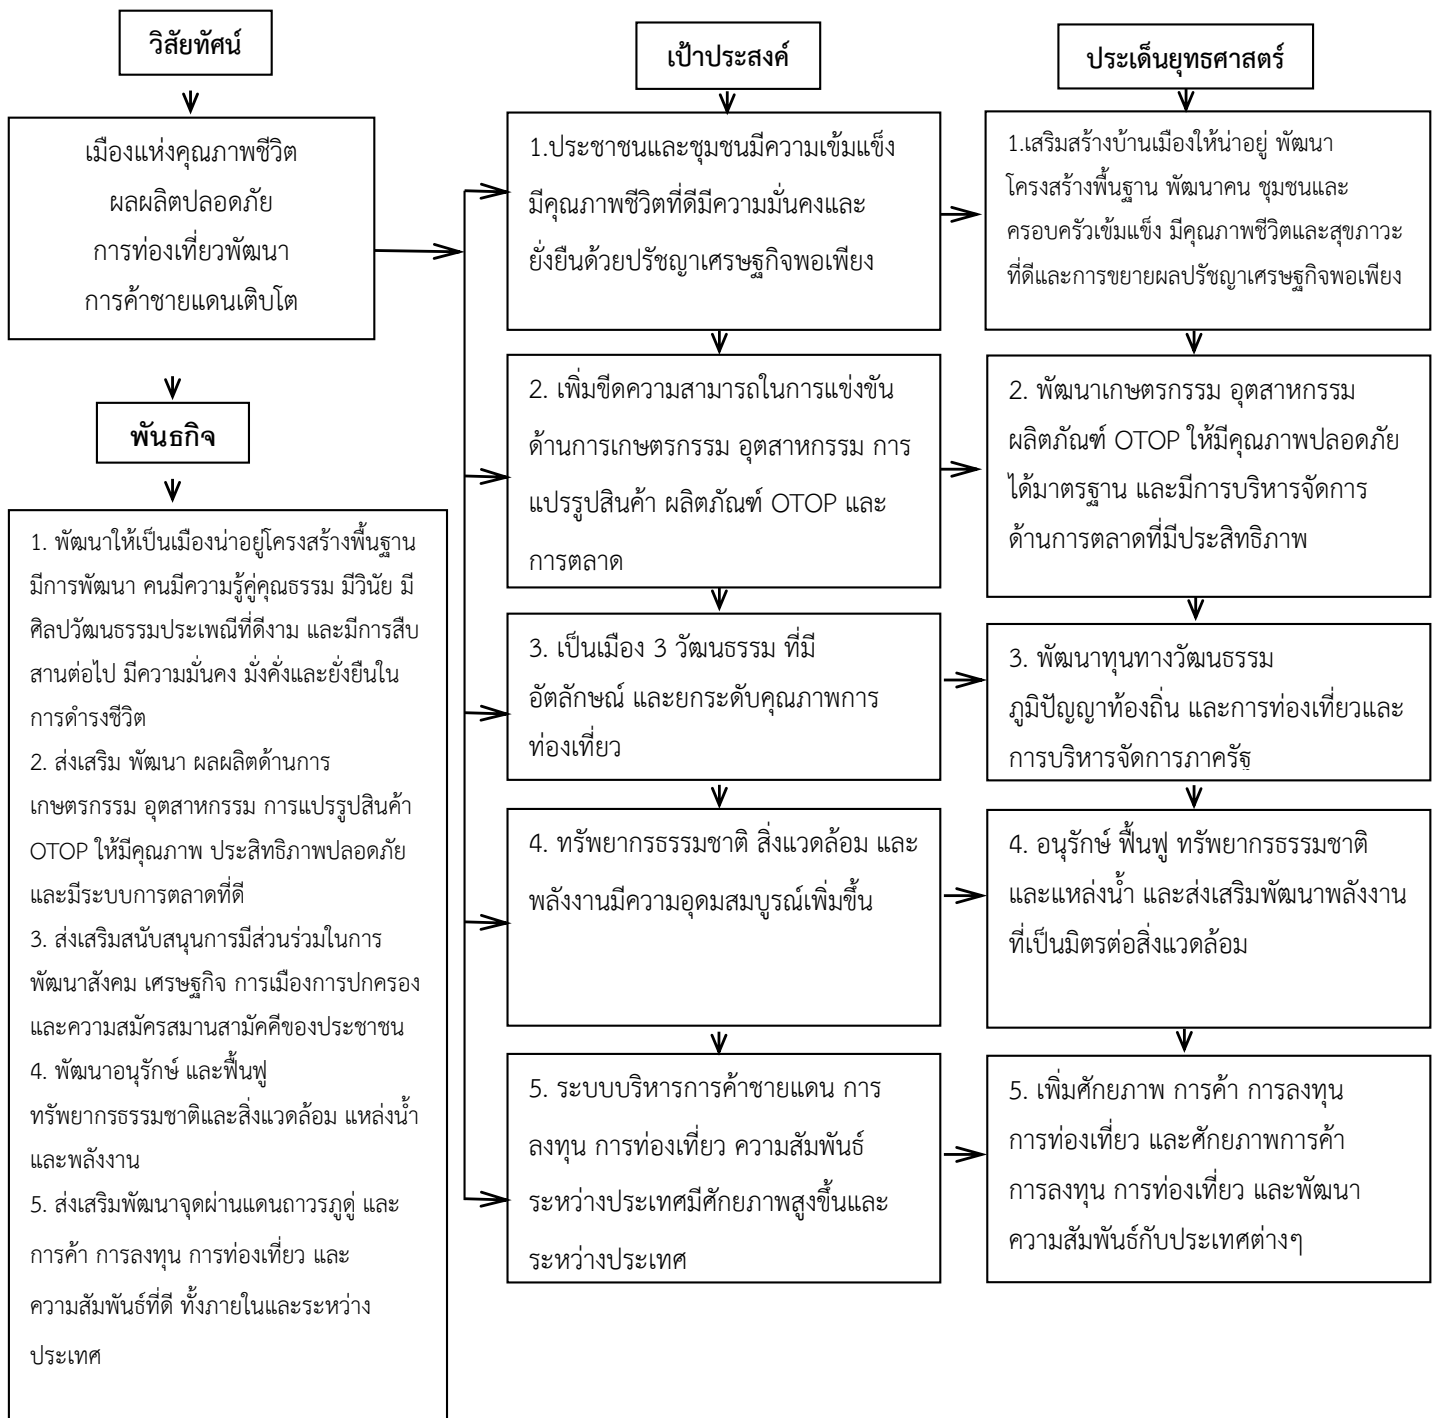 วิสัยทัศน์
เมืองแห่งคุณภาพชีวิต
ผลผลิตปลอดภัย
การท่องเที่ยวพัฒนา
การค้าชายแดนเติบโต
พันธกิจ
1. พัฒนาให้เป็นเมืองน่าอยู่โครงสร้างพื้นฐาน
มีการพัฒนา คนมีความรู้คู่คุณธรรม มีวินัย มี
ศิลปวัฒนธรรมประเพณีที่ดีงาม และมีการสืบ
สานต่อไป มีความมั่นคง มั่งคั่งและยั่งยืนใน
การดำรงชีวิต
2. ส่งเสริม พัฒนา ผลผลิตด้านการ
เกษตรกรรม อุตสาหกรรม การแปรรูปสินค้า
OTOP ให้มีคุณภาพ ประสิทธิภาพปลอดภัย
และมีระบบการตลาดที่ดี
3. ส่งเสริมสนับสนุนการมีส่วนร่วมในการ
พัฒนาสังคม เศรษฐกิจ การเมืองการปกครอง
และความสมัครสมานสามัคคีของประชาชน
4. พัฒนาอนุรักษ์ และฟื้นฟู
ทรัพยากรธรรมชาติและสิ่งแวดล้อม แหล่งน้ำ
และพลังงาน
5. ส่งเสริมพัฒนาจุดผ่านแดนถาวรภูดู่ และ
การค้า การลงทุน การท่องเที่ยว และ
ความสัมพันธ์ที่ดี ทั้งภายในและระหว่าง
ประเทศ
เป้าประสงค์
1.ประชาชนและชุมชนมีความเข้มแข็ง
มีคุณภาพชีวิตที่ดีมีความมั่นคงและ
ยั่งยืนด้วยปรัชญาเศรษฐกิจพอเพียง
2. เพิ่มขีดความสามารถในการแข่งขัน
ด้านการเกษตรกรรม อุตสาหกรรม การ
แปรรูปสินค้า ผลิตภัณฑ์ OTOP และ
การตลาด
3. เป็นเมือง 3 วัฒนธรรม ที่มี
อัตลักษณ์ และยกระดับคุณภาพการ
ท่องเที่ยว
4. ทรัพยากรธรรมชาติ สิ่งแวดล้อม และ
พลังงานมีความอุดมสมบูรณ์เพิ่มขึ้น
5. ระบบบริหารการค้าชายแดน การ
ลงทุน การท่องเที่ยว ความสัมพันธ์
ระหว่างประเทศมีศักยภาพสูงขึ้นและ
ระหว่างประเทศ
ประเด็นยุทธศาสตร์
1.เสริมสร้างบ้านเมืองให้น่าอยู่ พัฒนา
โครงสร้างพื้นฐาน พัฒนาคน ชุมชนและ
ครอบครัวเข้มแข็ง มีคุณภาพชีวิตและสุขภาวะ
ที่ดีและการขยายผลปรัชญาเศรษฐกิจพอเพียง
2. พัฒนาเกษตรกรรม อุตสาหกรรม
ผลิตภัณฑ์ OTOP ให้มีคุณภาพปลอดภัย
ได้มาตรฐาน และมีการบริหารจัดการ
ด้านการตลาดที่มีประสิทธิภาพ
3. พัฒนาทุนทางวัฒนธรรม
ภูมิปัญญาท้องถิ่น และการท่องเที่ยวและ
การบริหารจัดการภาครัฐ
4. อนุรักษ์ ฟื้นฟู ทรัพยากรธรรมชาติ
และแหล่งน้ำ และส่งเสริมพัฒนาพลังงาน
ที่เป็นมิตรต่อสิ่งแวดล้อม
5. เพิ่มศักยภาพ การค้า การลงทุน
การท่องเที่ยว และศักยภาพการค้า
การลงทุน การท่องเที่ยว และพัฒนา
ความสัมพันธ์กับประเทศต่างๆ